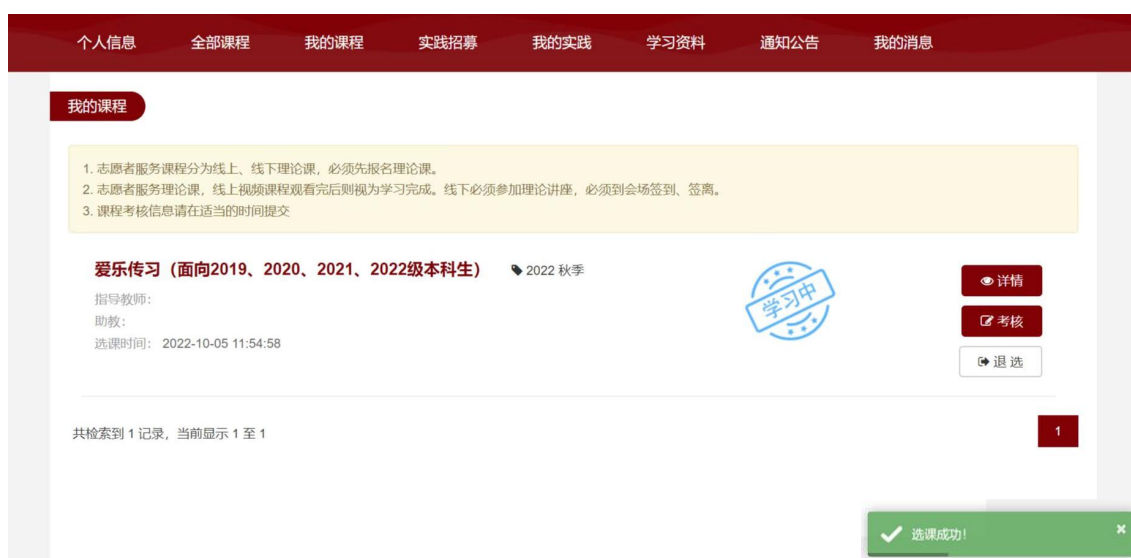 个人信息 全部课程 我的课程 实践招募 我的实践 学习资料 通知公告 我的消息
我的课程
1. 志愿者服务课程分为线上、线下理论课，必须先报名理论课。
2. 志愿者服务理论课，线上视频课程观看完后则视为学习完成。线下必须参加理论讲座，必须到会场签到、签离。
3. 课程考核信息请在适当的时间提交
爱乐传习（面向2019、2020、2021、2022级本科生） 2022 秋季
指导教师：
助教：
选课时间： 2022-10-05 11:54:58
学习中
详情
考核
退 选
共检索到 1 记录，当前显示 1 至 1
1
选课成功!
×